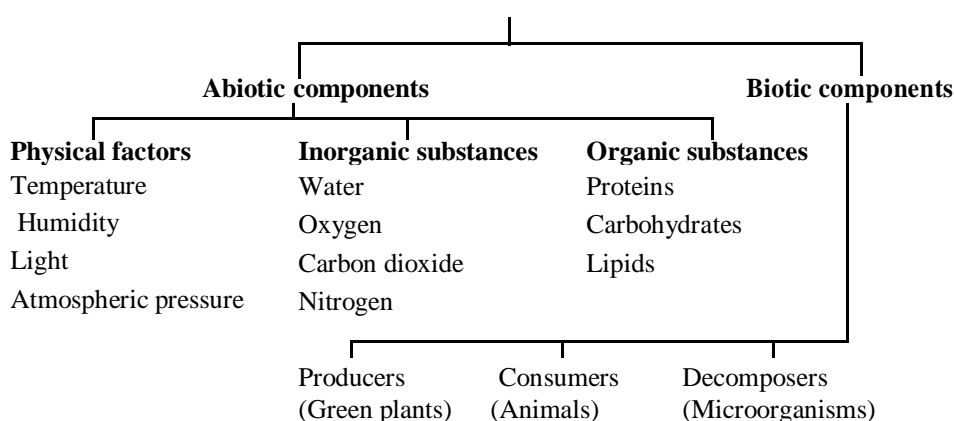 Abiotic components
Biotic components
Physical factors
Temperature
Humidity
Light
Atmospheric pressure
Inorganic substances
Water
Oxygen
Carbon dioxide
Nitrogen
Organic substances
Proteins
Carbohydrates
Lipids
Producers
(Green plants)
Consumers
(Animals)
Decomposers
(Microorganisms)